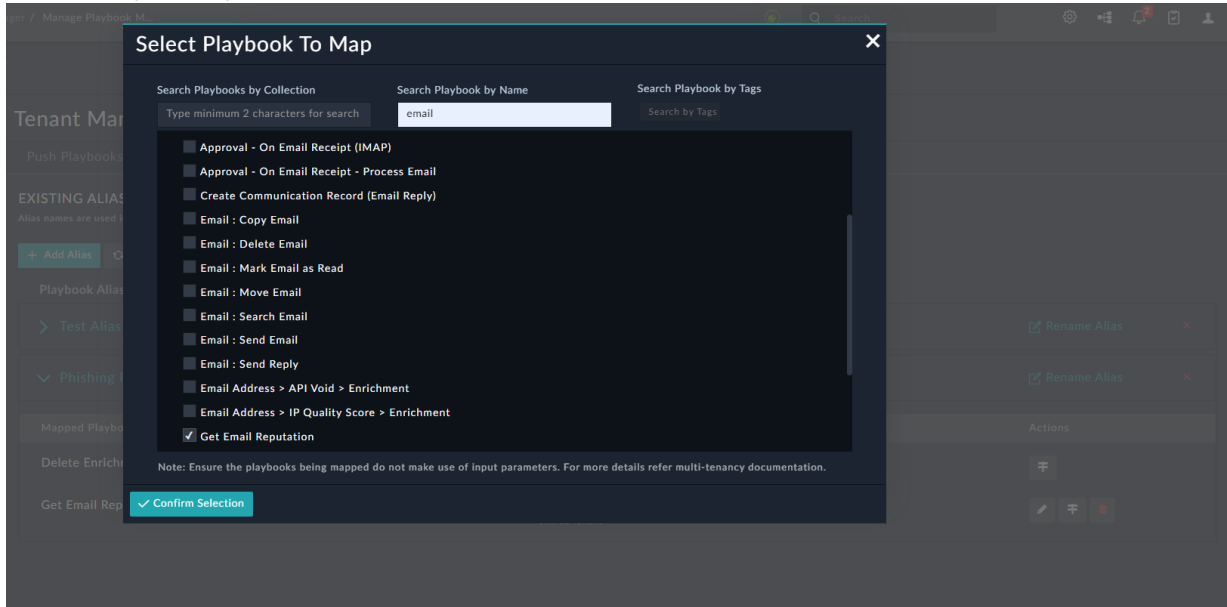 / Manage Playbook M...
Search
2
Select Playbook To Map
Search Playbooks by Collection
Search Playbook by Name
Search Playbook by Tags
Type minimum 2 characters for search
email
Search by Tags
Tenant Mar
Push Playbooks
EXISTING ALIAS
Alias names are used i
+ Add Alias
Playbook Alias
Test Alias
Rename Alias
Phishing
Rename Alias
Mapped Playbo
Actions
Delete Enrich
Get Email Rep
Approval - On Email Receipt (IMAP)
Approval - On Email Receipt - Process Email
Create Communication Record (Email Reply)
Email : Copy Email
Email : Delete Email
Email : Mark Email as Read
Email : Move Email
Email : Search Email
Email : Send Email
Email : Send Reply
Email Address > API Void > Enrichment
Email Address > IP Quality Score > Enrichment
Get Email Reputation
Note: Ensure the playbooks being mapped do not make use of input parameters. For more details refer multi-tenancy documentation.
Confirm Selection